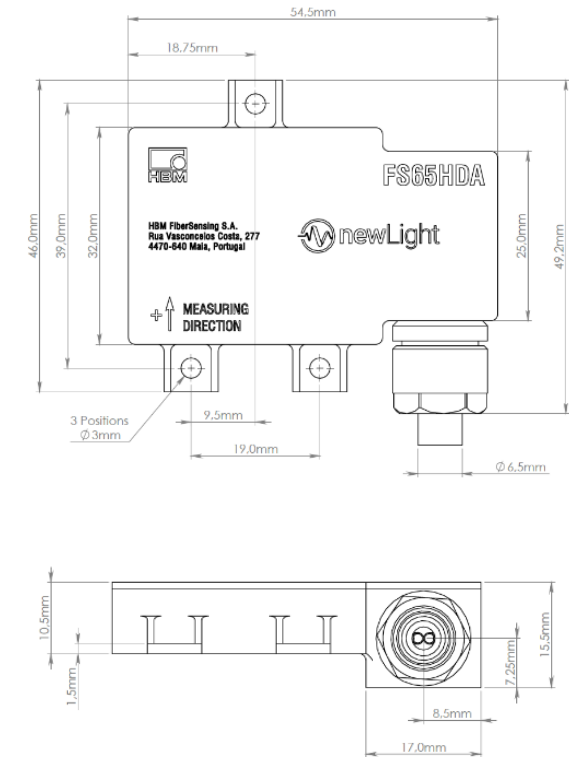 54,5mm
18,75mm
HBM
FS65HDA
HBM FiberSensing S.A.
Rua Vasconcelos Costa, 277
4470-640 Maia, Portugal
newLight
46,0mm
39,0mm
32,0mm
25,0mm
49,2mm
+ MEASURING
DIRECTION
3 Positions
Ø3mm
9,5mm
19,0mm
Ø6,5mm
10,5mm
1,5mm
7,25mm
15,5mm
8,5mm
17,0mm